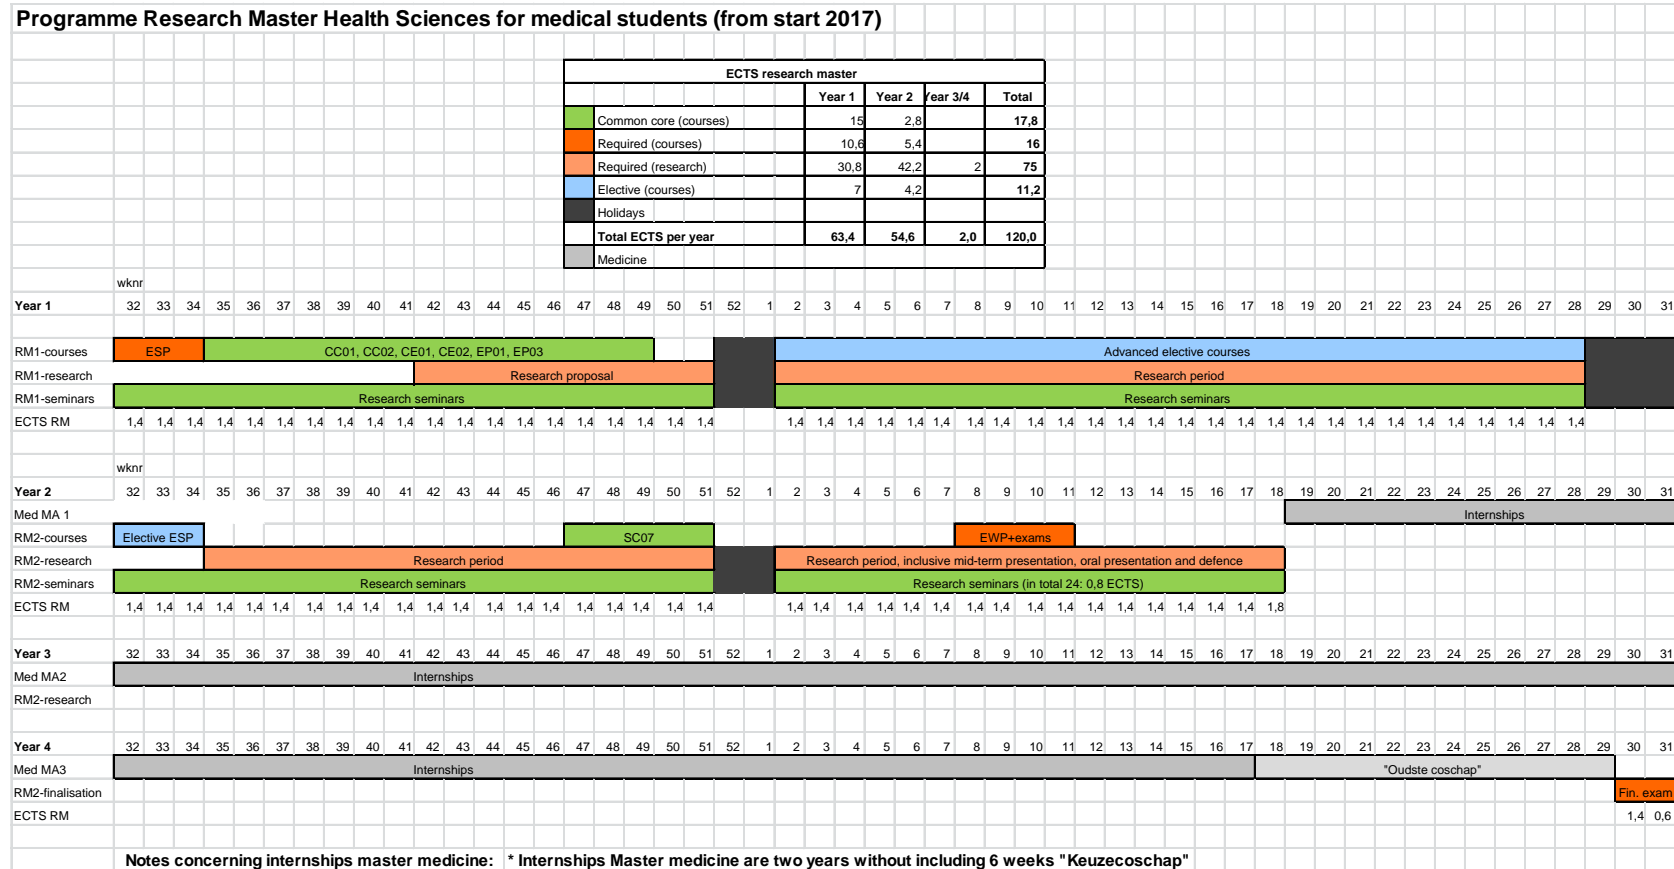 Programme Research Master Health Sciences for medical students (from start 2017)
ECTS research master
Year 1 Year 2 Year 3/4 Total
Common core (courses) 15 2,8 17,8
Required (courses) 10,6 5,4 16
Required (research) 30,8 42,2 2 75
Elective (courses) 7 4,2 11,2
Holidays
Total ECTS per year 63,4 54,6 2,0 120,0
Medicine
wknr
Year 1 32 33 34 35 36 37 38 39 40 41 42 43 44 45 46 47 48 49 50 51 52 1 2 3 4 5 6 7 8 9 10 11 12 13 14 15 16 17 18 19 20 21 22 23 24 25 26 27 28 29 30 31
RM1-courses ESP CC01, CC02, CE01, CE02, EP01, EP03 Advanced elective courses
RM1-research Research proposal Research period
RM1-seminars Research seminars Research seminars
ECTS RM 1,4 1,4 1,4 1,4 1,4 1,4 1,4 1,4 1,4 1,4 1,4 1,4 1,4 1,4 1,4 1,4 1,4 1,4 1,4 1,4 1,4 1,4 1,4 1,4 1,4 1,4 1,4 1,4 1,4 1,4 1,4 1,4 1,4 1,4 1,4 1,4 1,4 1,4 1,4 1,4 1,4 1,4 1,4 1,4 1,4 1,4 1,4
wknr
Year 2 32 33 34 35 36 37 38 39 40 41 42 43 44 45 46 47 48 49 50 51 52 1 2 3 4 5 6 7 8 9 10 11 12 13 14 15 16 17 18 19 20 21 22 23 24 25 26 27 28 29 30 31
Med MA 1 Internships
RM2-courses Elective ESP SC07 EWP+exams
RM2-research Research period Research period, inclusive mid-term presentation, oral presentation and defence
RM2-seminars Research seminars Research seminars (in total 24: 0,8 ECTS)
ECTS RM 1,4 1,4 1,4 1,4 1,4 1,4 1,4 1,4 1,4 1,4 1,4 1,4 1,4 1,4 1,4 1,4 1,4 1,4 1,4 1,4 1,4 1,4 1,4 1,4 1,4 1,4 1,4 1,4 1,4 1,4 1,4 1,4 1,4 1,4 1,4 1,4 1,8
Year 3 32 33 34 35 36 37 38 39 40 41 42 43 44 45 46 47 48 49 50 51 52 1 2 3 4 5 6 7 8 9 10 11 12 13 14 15 16 17 18 19 20 21 22 23 24 25 26 27 28 29 30 31
Med MA2 Internships
RM2-research
Year 4 32 33 34 35 36 37 38 39 40 41 42 43 44 45 46 47 48 49 50 51 52 1 2 3 4 5 6 7 8 9 10 11 12 13 14 15 16 17 18 19 20 21 22 23 24 25 26 27 28 29 30 31
Med MA3 Internships "Oudste coschap"
RM2-finalisation Fin. exam
ECTS RM 1,4 0,6
Notes concerning internships master medicine: * Internships Master medicine are two years without including 6 weeks "Keuzecoschap"